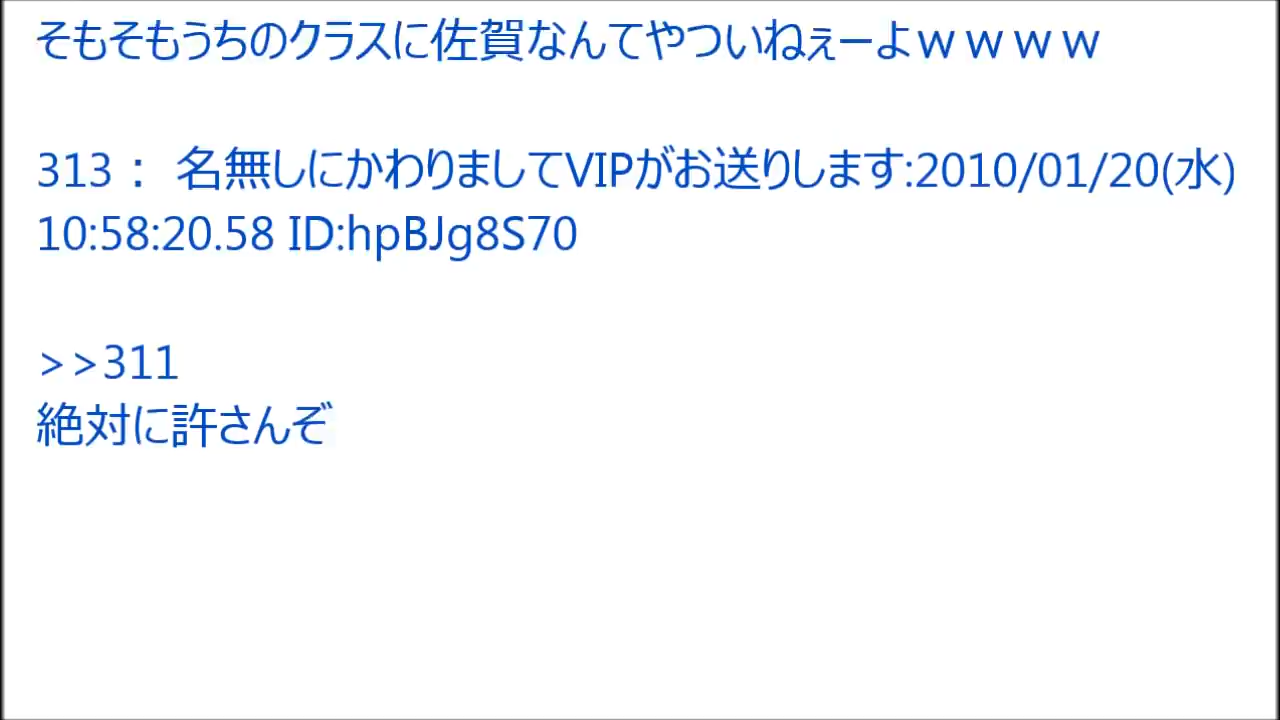 そもそもうちのクラスに佐賀なんてやついねぇーよｗｗｗｗ
313： 名無しにかわりましてVIPがお送りします:2010/01/20(水)
10:58:20.58 ID:hpBJg8S70
>>311
絶対に許さんぞ